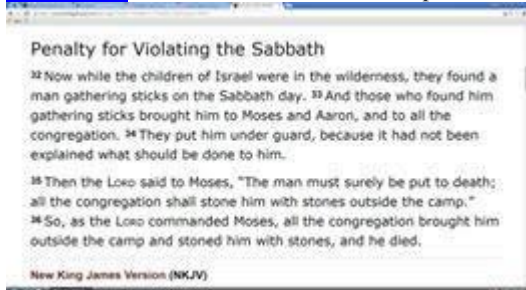 Penalty for Violating the Sabbath
32 Now while the children of Israel were in the wilderness, they found a
man gathering sticks on the Sabbath day. 33 And those who found him
gathering sticks brought him to Moses and Aaron, and to all the
congregation. 34 They put him under guard, because it had not been
explained what should be done to him.
35 Then the LORD said to Moses, “The man must surely be put to death;
all the congregation shall stone him with stones outside the camp.”
36 So, as the LORD commanded Moses, all the congregation brought him
outside the camp and stoned him with stones, and he died.
New King James Version (NKJV)